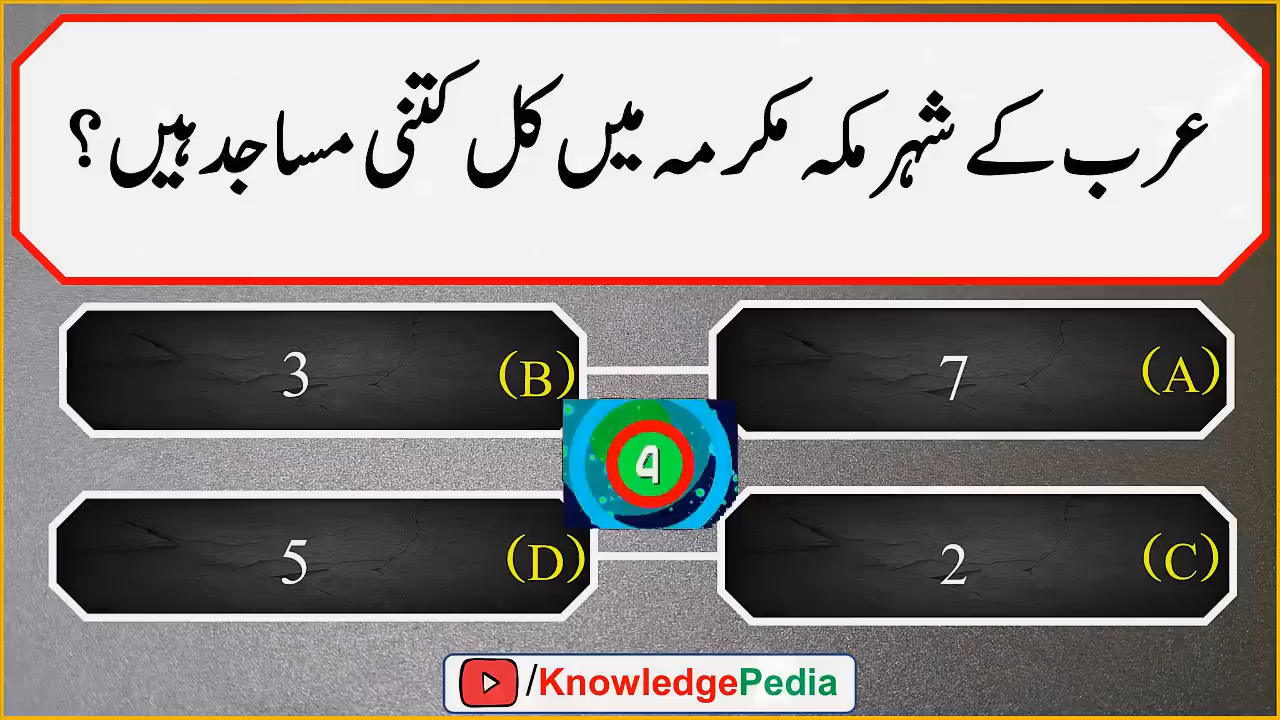 عرب کے شہر مکہ مکرمہ میں کل کتنی مساجد ہیں؟
(A) 7
(B) 3
4
(C) 2
(D) 5
/KnowledgePedia